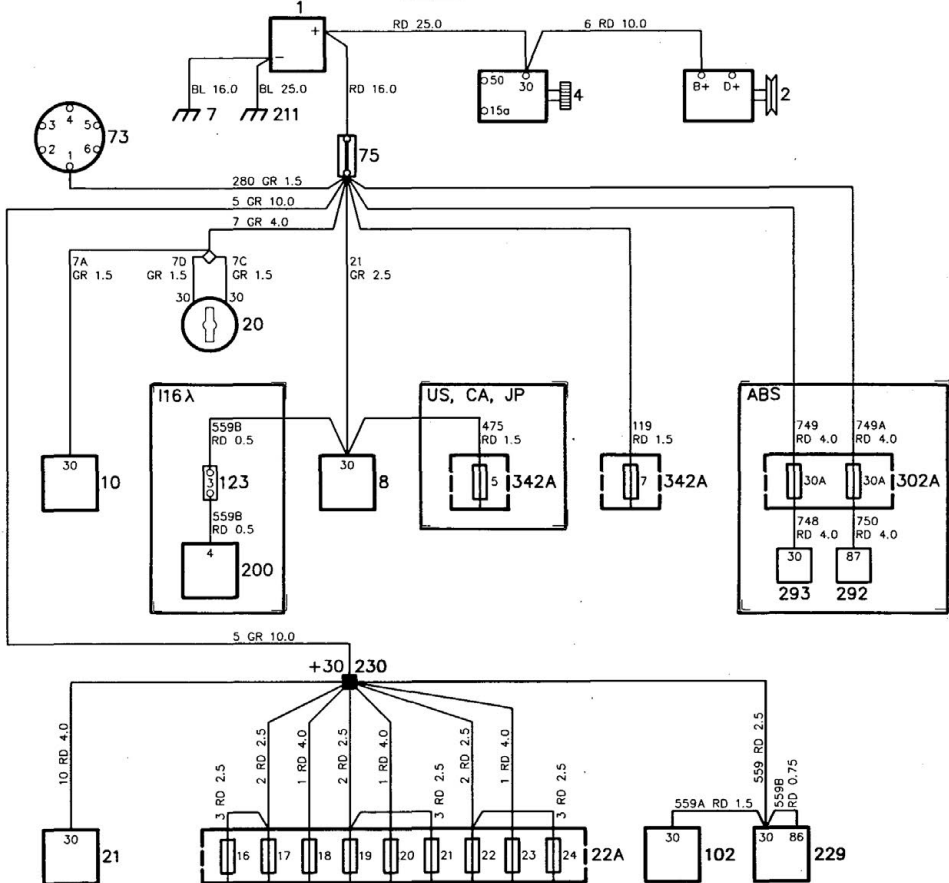 1
+
−
RD 25.0
6 RD 10.0
BL 16.0
BL 25.0
RD 16.0
7
211
50
30
15a
4
B+
D+
2
4
3
5
2
6
1
73
75
280 GR 1.5
5 GR 10.0
7 GR 4.0
7A
GR 1.5
7D
GR 1.5
7C
GR 1.5
21
GR 2.5
30
30
20
I16λ
US, CA, JP
ABS
559B
RD 0.5
475
RD 1.5
119
RD 1.5
749
RD 4.0
749A
RD 4.0
30
10
3
123
30
8
5
342A
7
342A
30A
30A
302A
559B
RD 0.5
748
RD 4.0
750
RD 4.0
4
200
30
293
87
292
5 GR 10.0
+30 230
10 RD 4.0
3 RD 2.5
2 RD 2.5
1 RD 4.0
2 RD 2.5
1 RD 4.0
3 RD 2.5
2 RD 2.5
1 RD 4.0
3 RD 2.5
559 RD 2.5
559B
RD 0.75
559A RD 1.5
30
21
16
17
18
19
20
21
22
23
24
22A
30
102
30
86
229